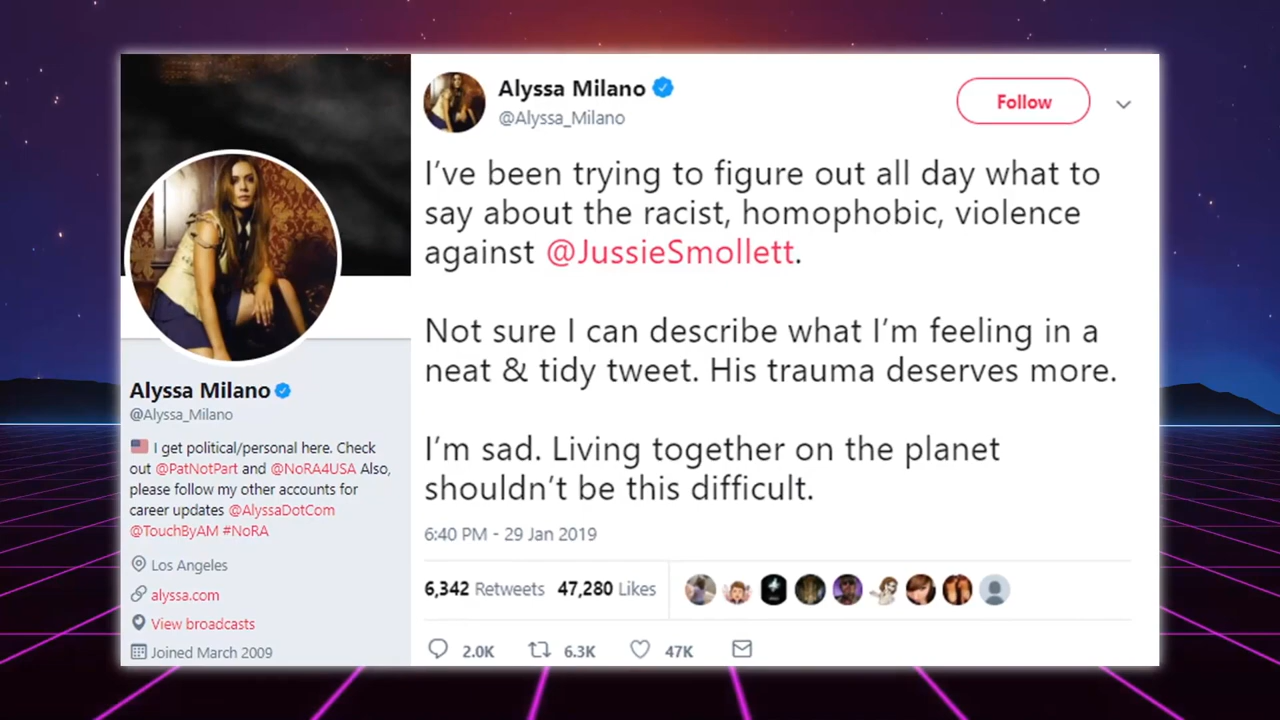 Alyssa Milano
@Alyssa_Milano
I get political/personal here. Check
out @PatNotPart and @NoRA4USA Also,
please follow my other accounts for
career updates @AlyssaDotCom
@TouchByAM #NoRA
Los Angeles
alyssa.com
View broadcasts
Joined March 2009
Alyssa Milano
@Alyssa_Milano
Follow
I’ve been trying to figure out all day what to
say about the racist, homophobic, violence
against @JussieSmollett.
Not sure I can describe what I’m feeling in a
neat & tidy tweet. His trauma deserves more.
I’m sad. Living together on the planet
shouldn’t be this difficult.
6:40 PM - 29 Jan 2019
6,342 Retweets 47,280 Likes
2.0K 6.3K 47K